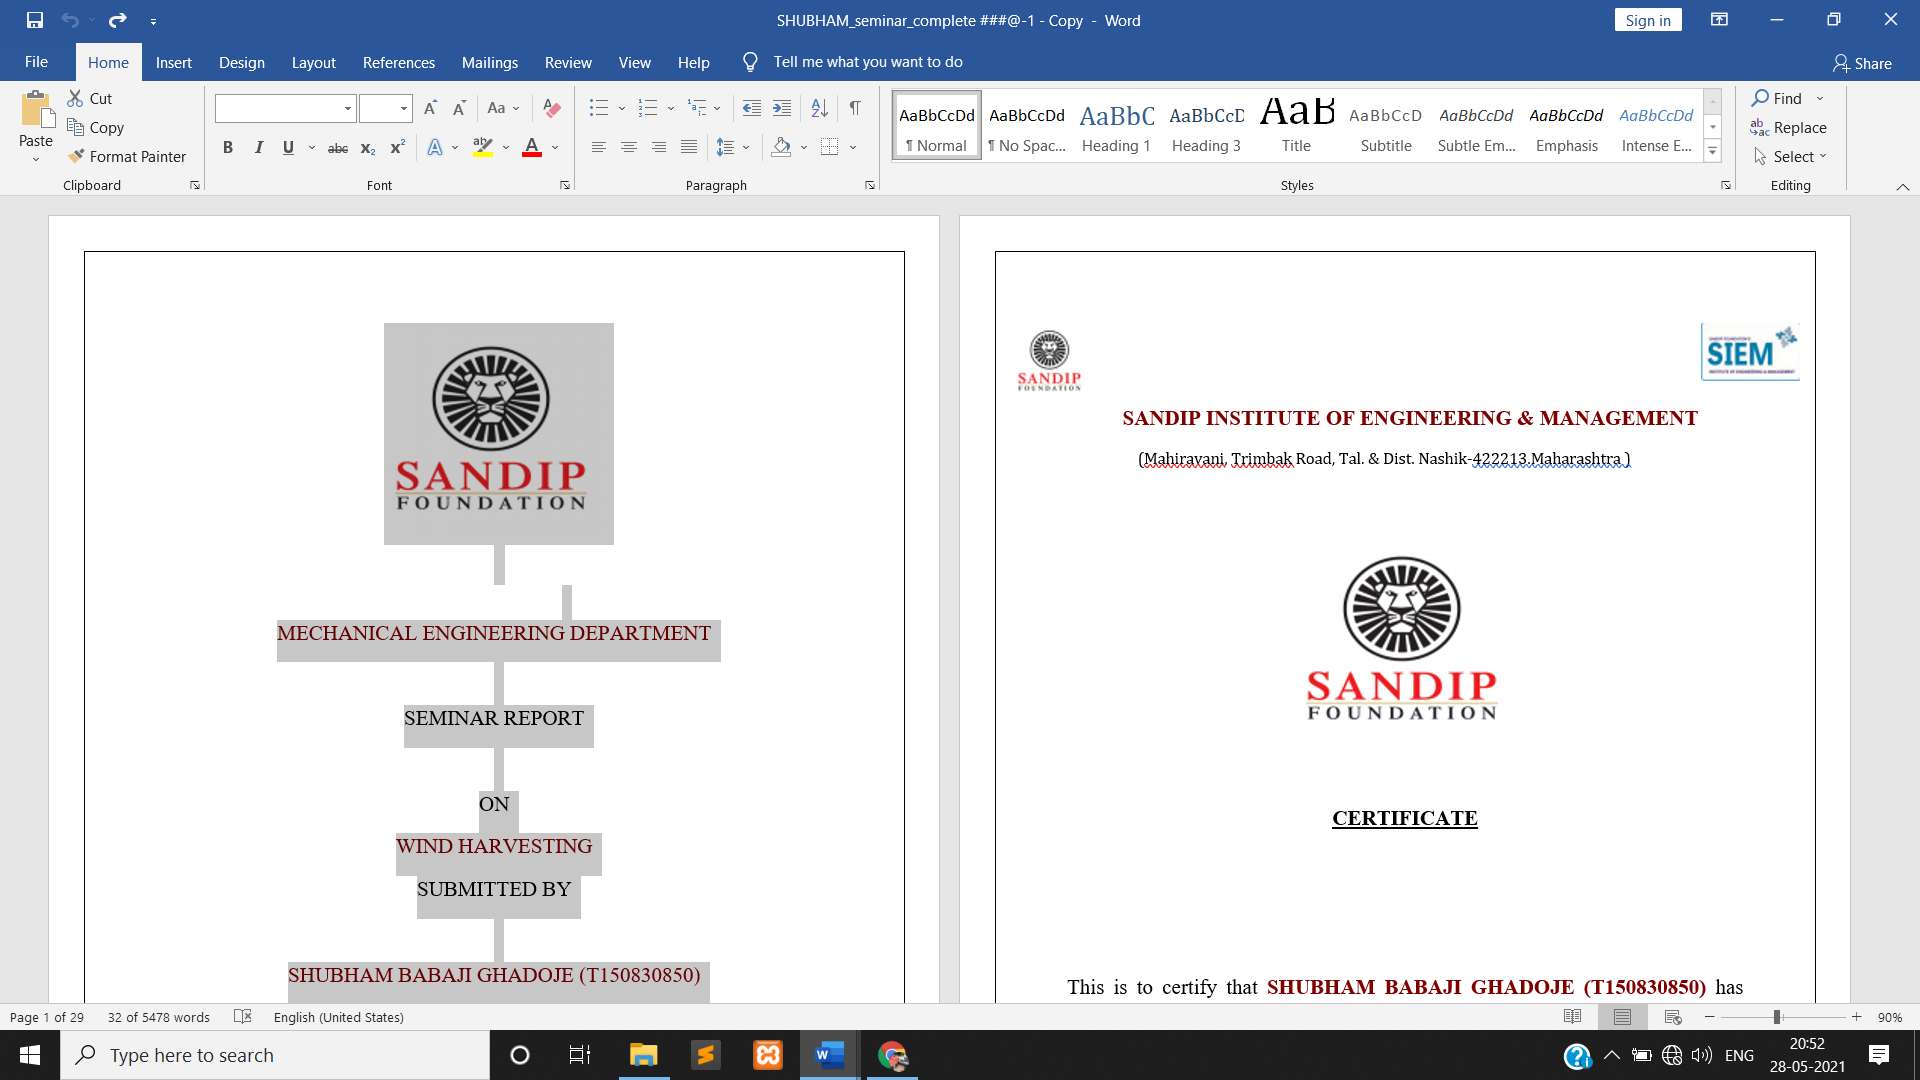 SHUBHAM_seminar_complete ###@-1 - Copy - Word
Sign in
File Home Insert Design Layout References Mailings Review View Help Tell me what you want to do Share
Paste
Cut
Copy
Format Painter
Clipboard
Aa
B I U abc x₂ x² A A
Font
Paragraph
AaBbCcDd AaBbCcDd AaBbC AaBbCcD AaB AaBbCcD AaBbCcDd AaBbCcDd AaBbCcDd
¶ Normal ¶ No Spac... Heading 1 Heading 3 Title Subtitle Subtle Em... Emphasis Intense E...
Styles
Find
Replace
Select
Editing
SANDIP
FOUNDATION
MECHANICAL ENGINEERING DEPARTMENT
SEMINAR REPORT
ON
WIND HARVESTING
SUBMITTED BY
SHUBHAM BABAJI GHADOJE (T150830850)
SANDIP
FOUNDATION
SIEM
SANDIP INSTITUTE OF ENGINEERING & MANAGEMENT
(Mahiravani, Trimbak Road, Tal. & Dist. Nashik-422213.Maharashtra )
SANDIP
FOUNDATION
CERTIFICATE
This is to certify that SHUBHAM BABAJI GHADOJE (T150830850) has
Page 1 of 29 32 of 5478 words English (United States) 90%
Type here to search
ENG
20:52
28-05-2021